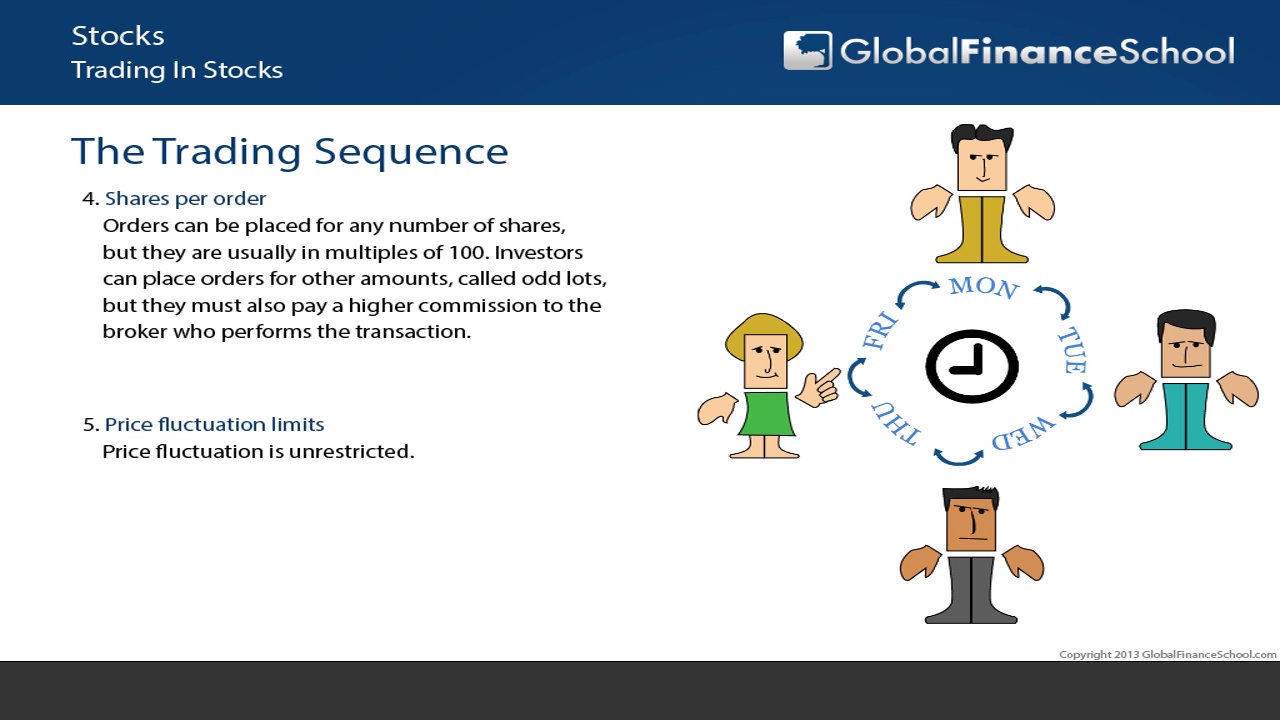 Stocks
Trading In Stocks
GlobalFinanceSchool
The Trading Sequence
4. Shares per order
Orders can be placed for any number of shares,
but they are usually in multiples of 100. Investors
can place orders for other amounts, called odd lots,
but they must also pay a higher commission to the
broker who performs the transaction.
5. Price fluctuation limits
Price fluctuation is unrestricted.
MON
TUE
WED
THU
FRI
Copyright 2013 GlobalFinanceSchool.com